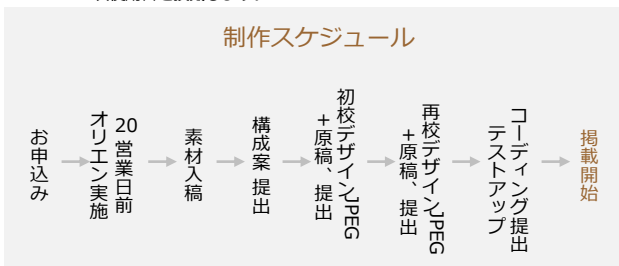 制作スケジュール
お申込み
20営業日前
オリエン実施
素材入稿
構成案 提出
初校デザインJPEG
+原稿、提出
再校デザインJPEG
+原稿、提出
コーディング提出
テストアップ
掲載開始